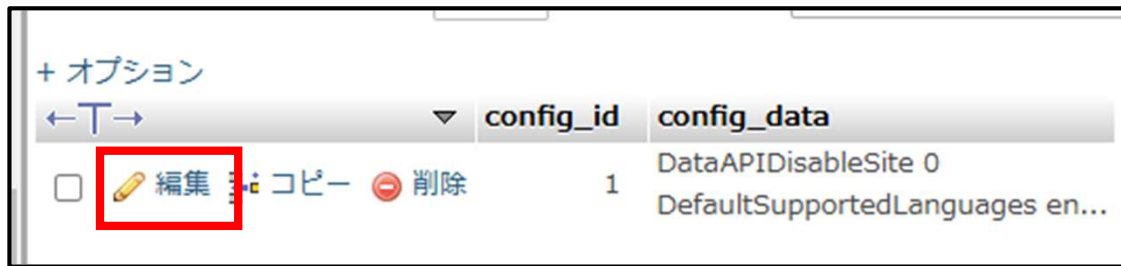 + オプション
←T→ ▼ config_id config_data
編集 コピー 削除 1 DataAPIDisableSite 0
DefaultSupportedLanguages en...